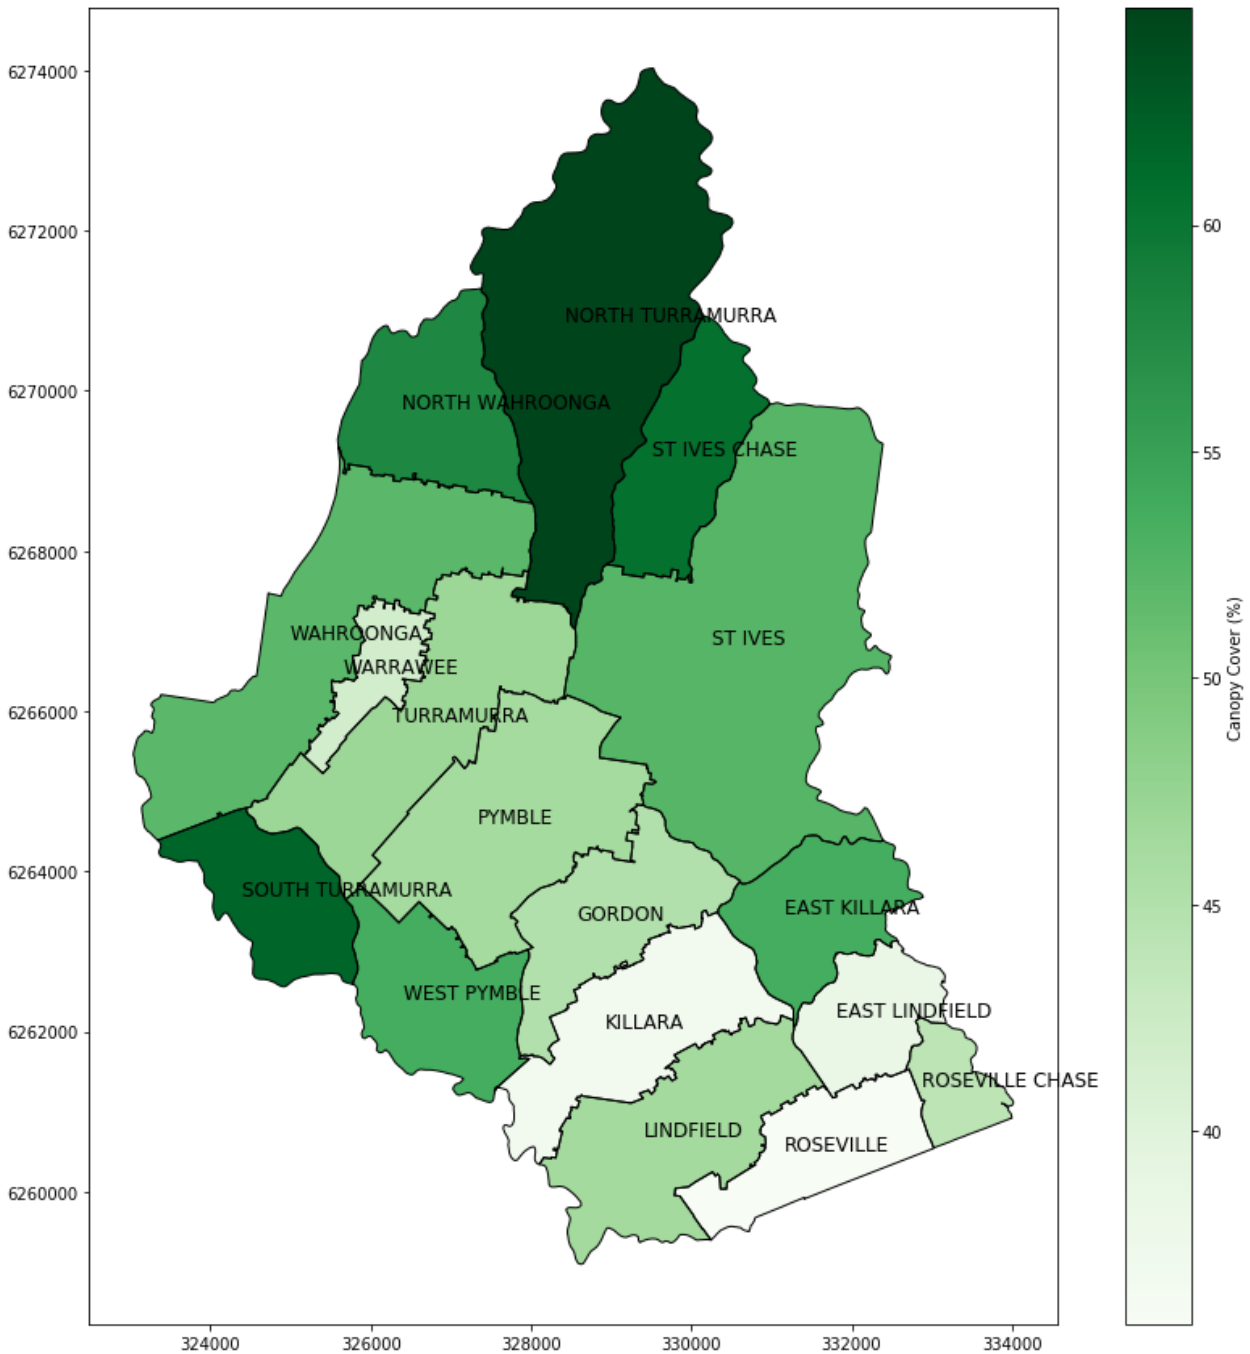 6274000
6272000
6270000
6268000
6266000
6264000
6262000
6260000
NORTH TURRAMURRA
NORTH WAHROONGA
ST IVES CHASE
WAHROONGA
ST IVES
WARRAWEE
TURRAMURRA
PYMBLE
SOUTH TURRAMURRA
EAST KILLARA
GORDON
WEST PYMBLE
EAST LINDFIELD
KILLARA
ROSEVILLE CHASE
LINDFIELD
ROSEVILLE
324000
326000
328000
330000
332000
334000
60
55
50
45
40
Canopy Cover (%)